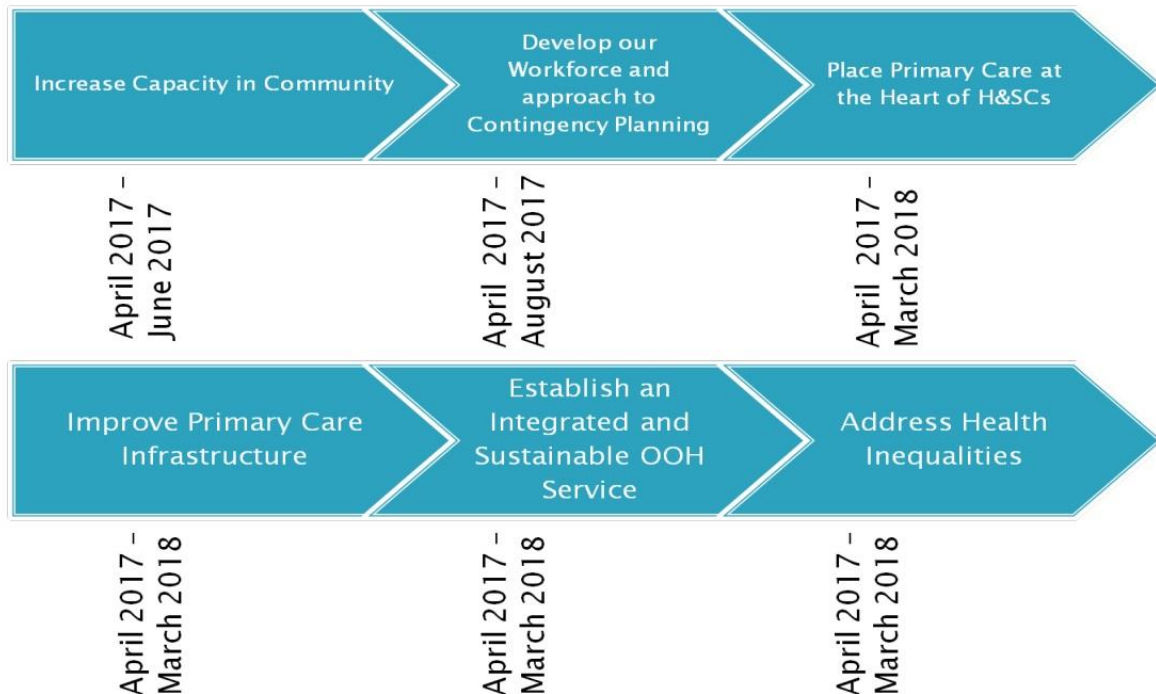 Increase Capacity in Community
Develop our
Workforce and
approach to
Contingency Planning
Place Primary Care at
the Heart of H&SCs
April 2017 –
June 2017
April 2017 –
August 2017
April 2017 –
March 2018
Improve Primary Care
Infrastructure
Establish an
Integrated and
Sustainable OOH
Service
Address Health
Inequalities
April 2017 –
March 2018
April 2017 –
March 2018
April 2017 –
March 2018